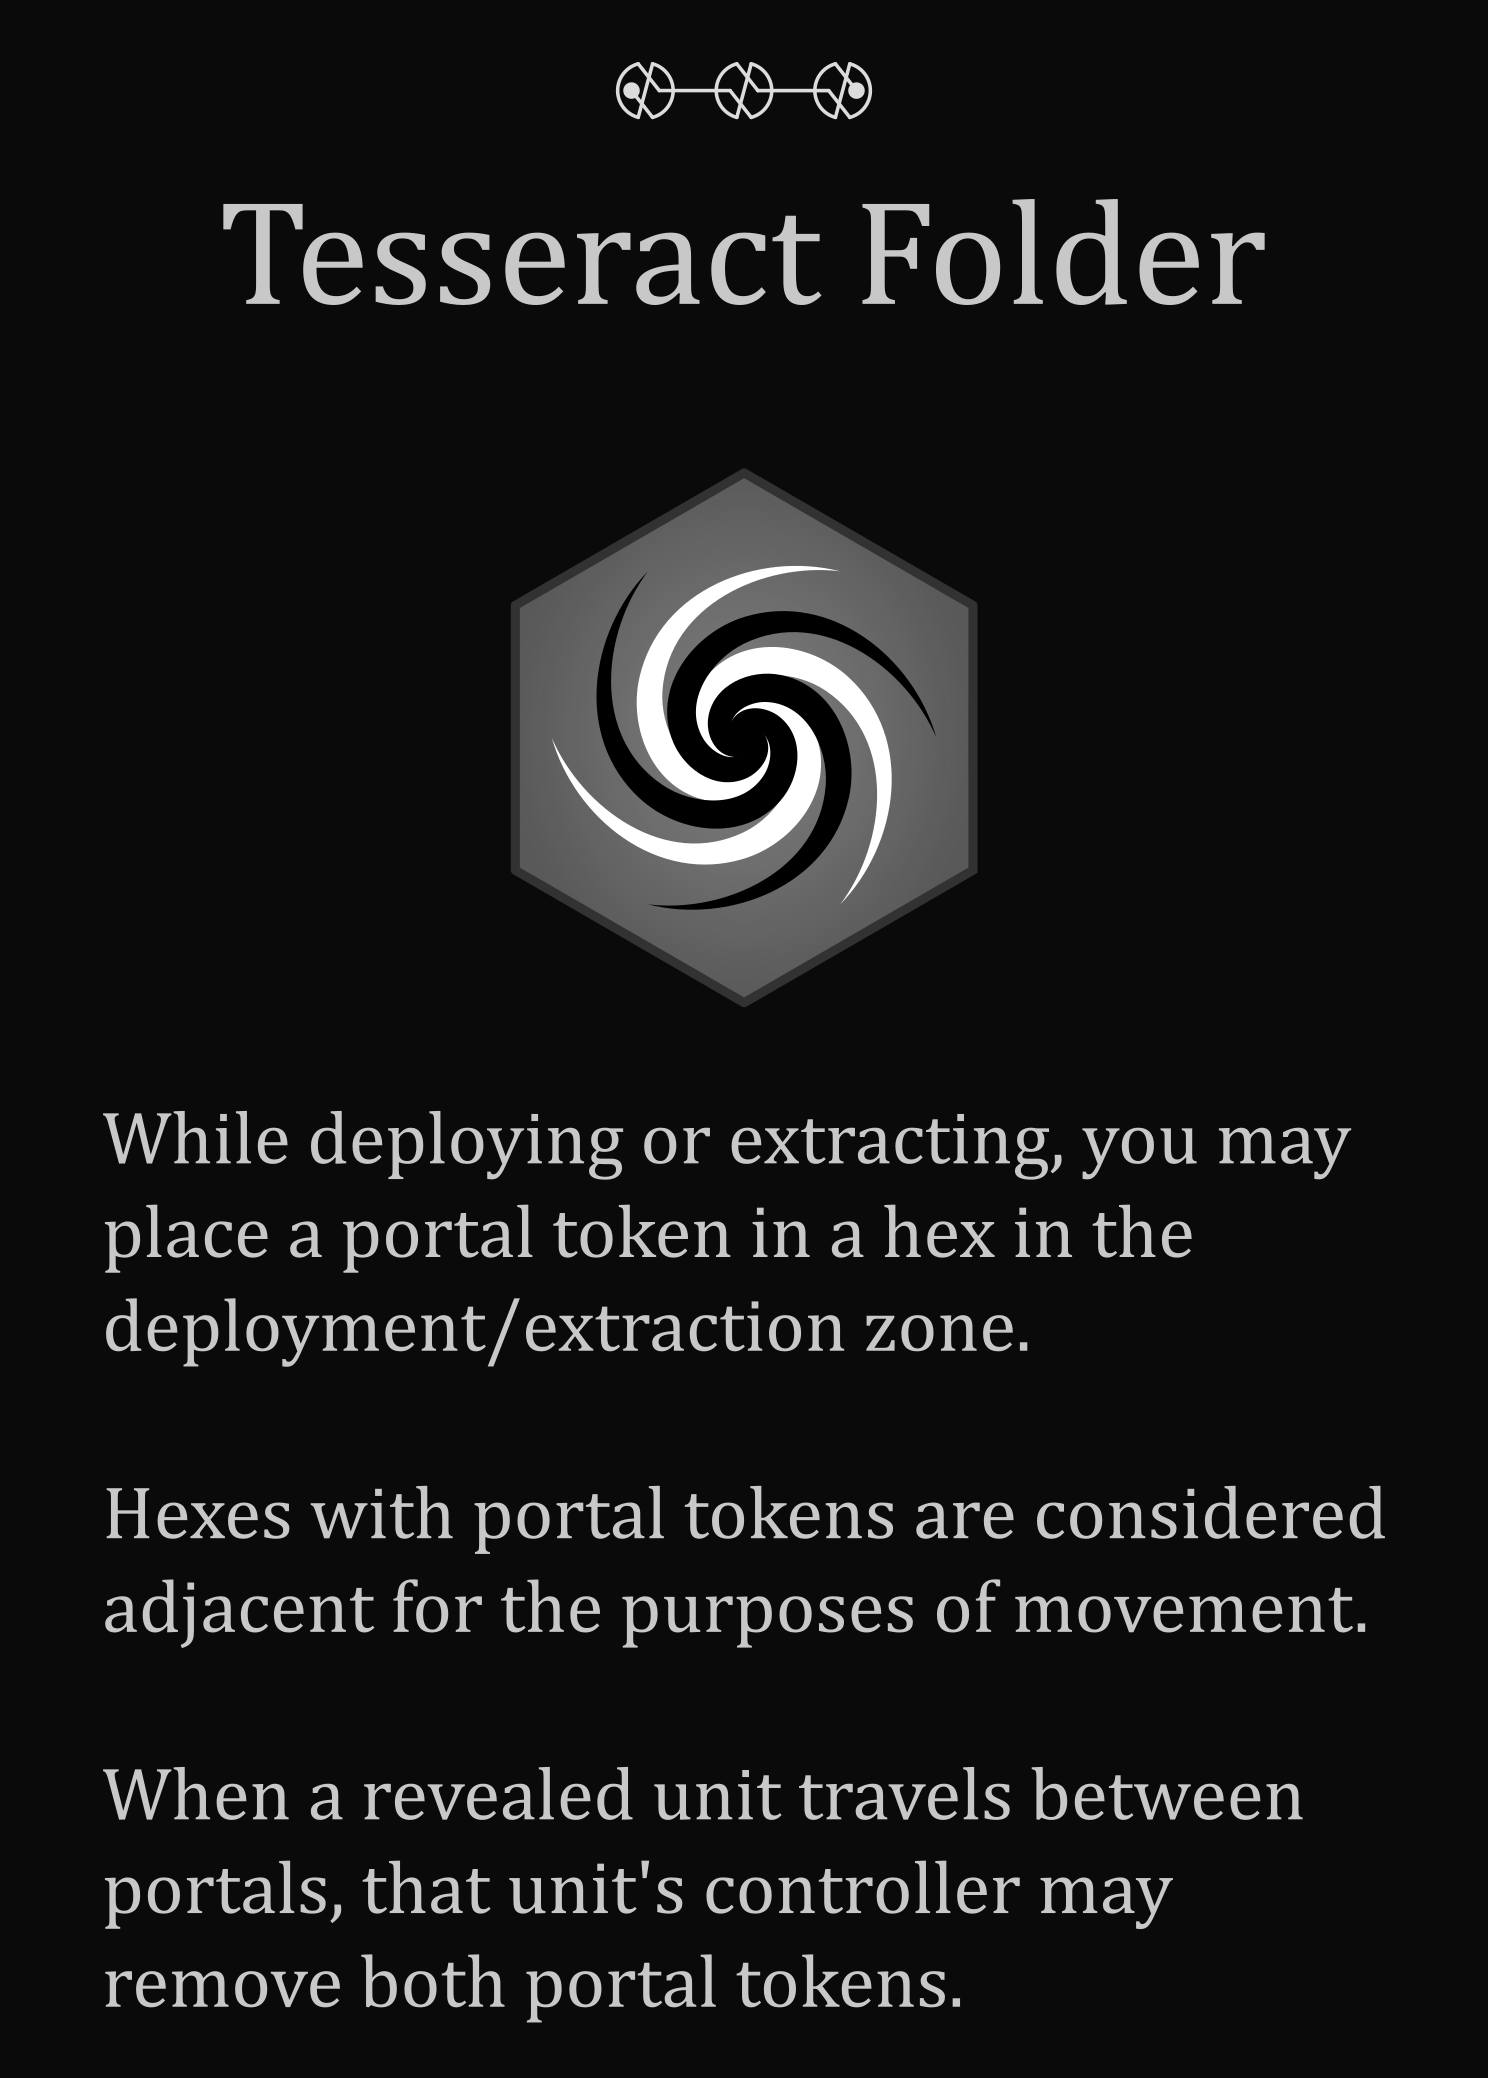 Tesseract Folder
While deploying or extracting, you may
place a portal token in a hex in the
deployment/extraction zone.
Hexes with portal tokens are considered
adjacent for the purposes of movement.
When a revealed unit travels between
portals, that unit's controller may
remove both portal tokens.